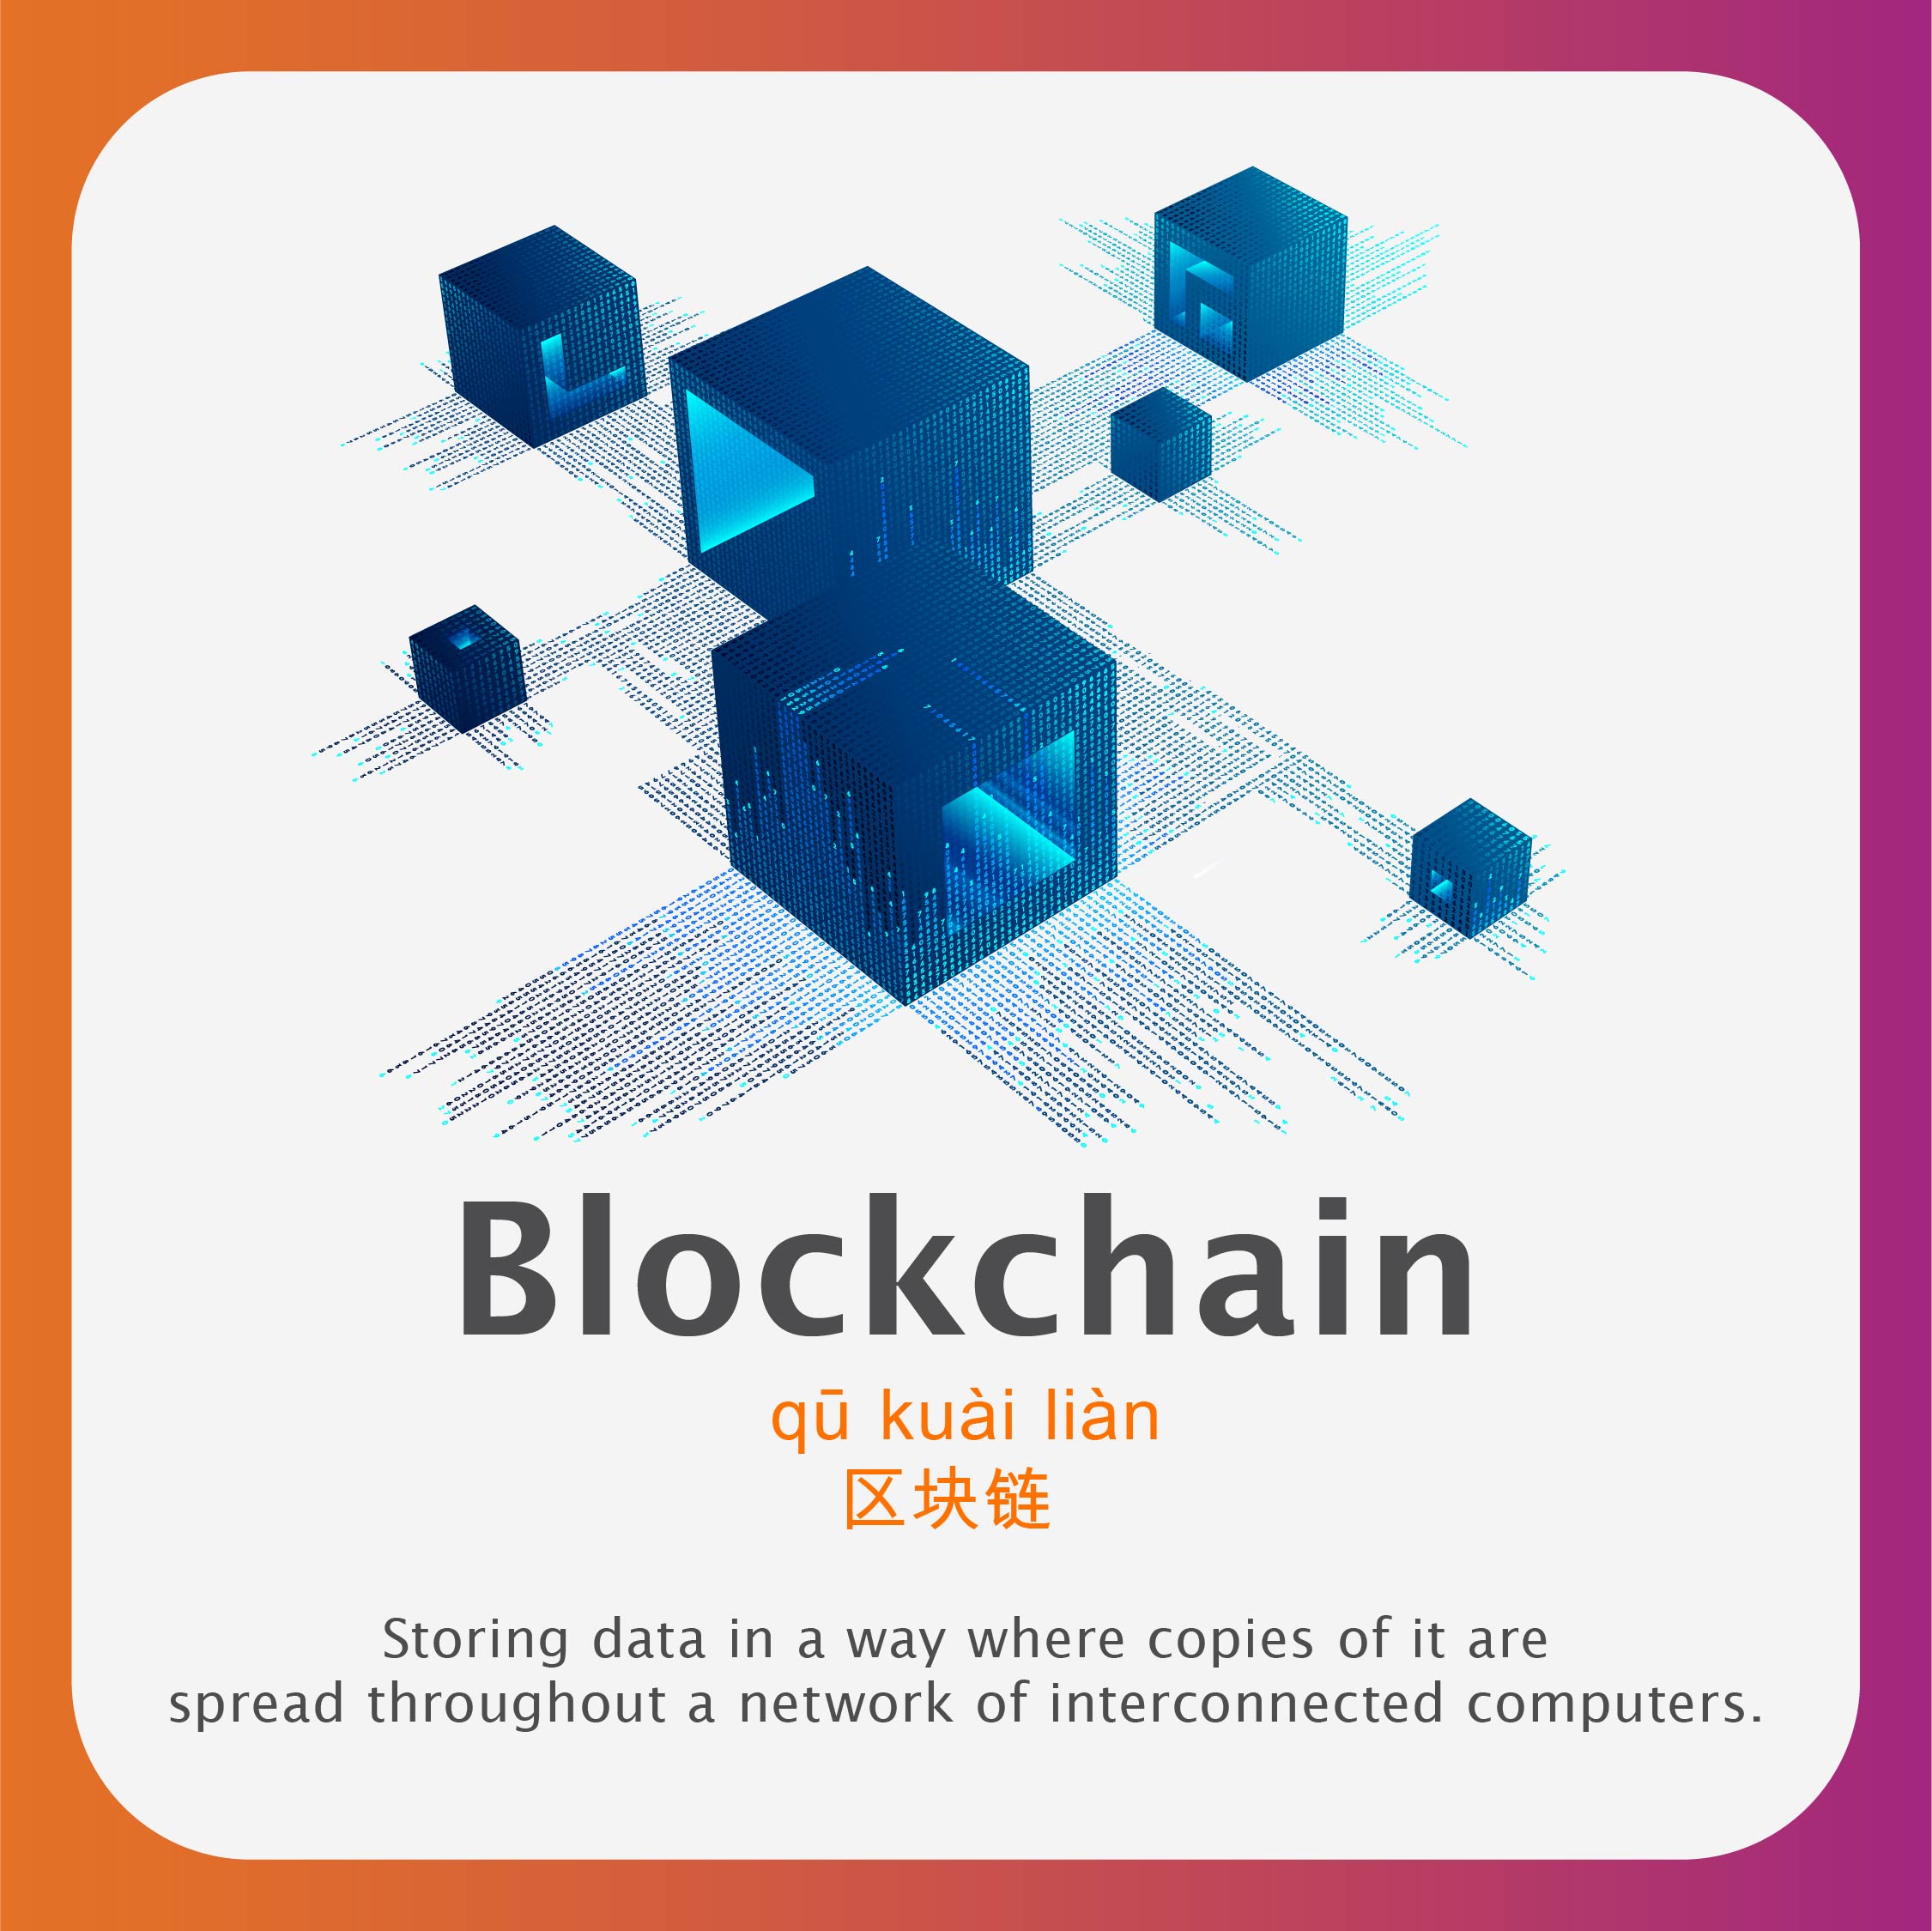 Blockchain
qū kuài liàn
区块链
Storing data in a way where copies of it are
spread throughout a network of interconnected computers.